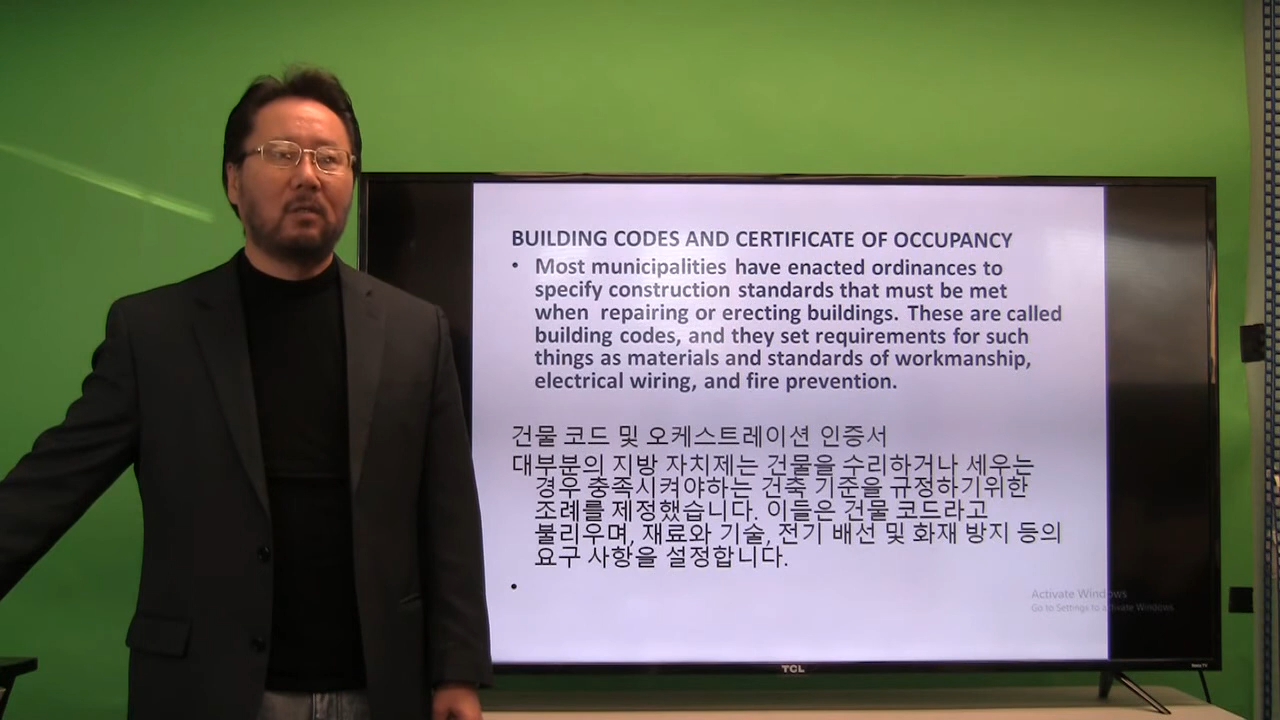 BUILDING CODES AND CERTIFICATE OF OCCUPANCY
• Most municipalities have enacted ordinances to
specify construction standards that must be met
when repairing or erecting buildings. These are called
building codes, and they set requirements for such
things as materials and standards of workmanship,
electrical wiring, and fire prevention.
건물 코드 및 오케스트레이션 인증서
대부분의 지방 자치제는 건물을 수리하거나 세우는
경우 충족시켜야하는 건축 기준을 규정하기위한
조례를 제정했습니다. 이들은 건물 코드라고
불리우며, 재료와 기술, 전기 배선 및 화재 방지 등의
요구 사항을 설정합니다.
•
Activate Windows
Go to Settings to activate Windows.
TCL
Roku TV